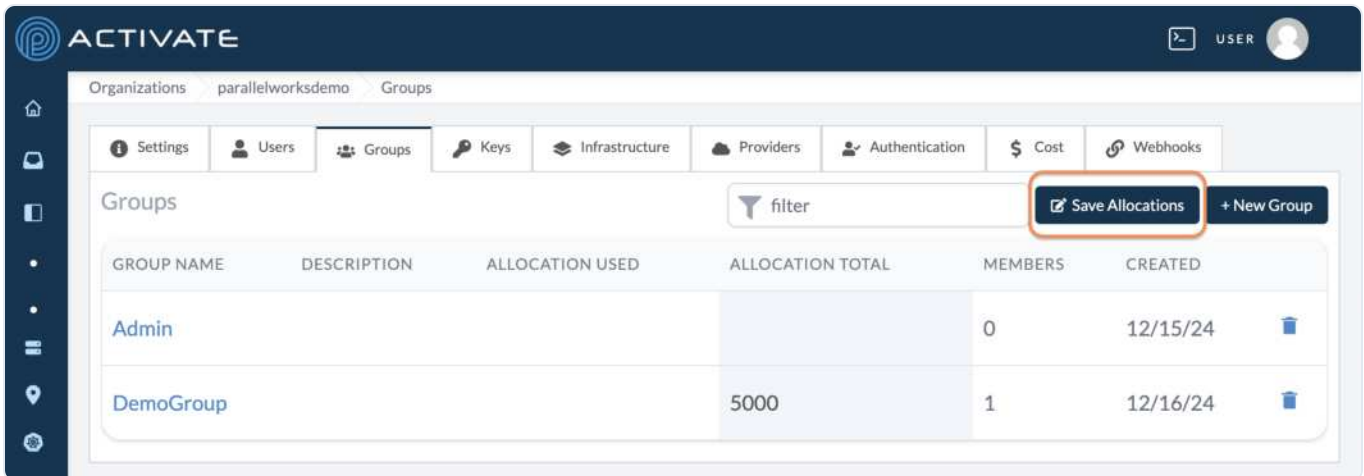 ACTIVATE
USER
Organizations parallelworksdemo Groups
Settings Users Groups Keys Infrastructure Providers Authentication $ Cost Webhooks
Groups filter Save Allocations + New Group
GROUP NAME DESCRIPTION ALLOCATION USED ALLOCATION TOTAL MEMBERS CREATED
Admin 0 12/15/24
DemoGroup 5000 1 12/16/24